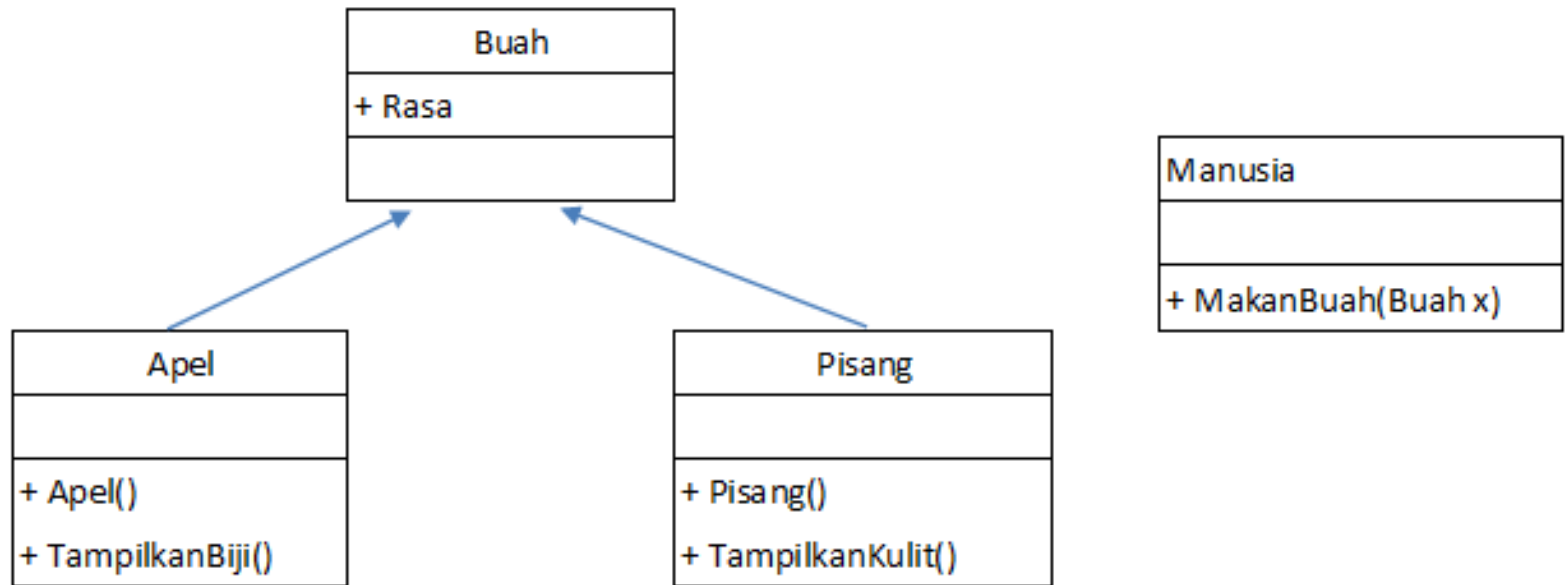 Buah
+ Rasa
Manusia
+ MakanBuah(Buah x)
Apel
+ Apel()
+ TampilkanBiji()
Pisang
+ Pisang()
+ TampilkanKulit()